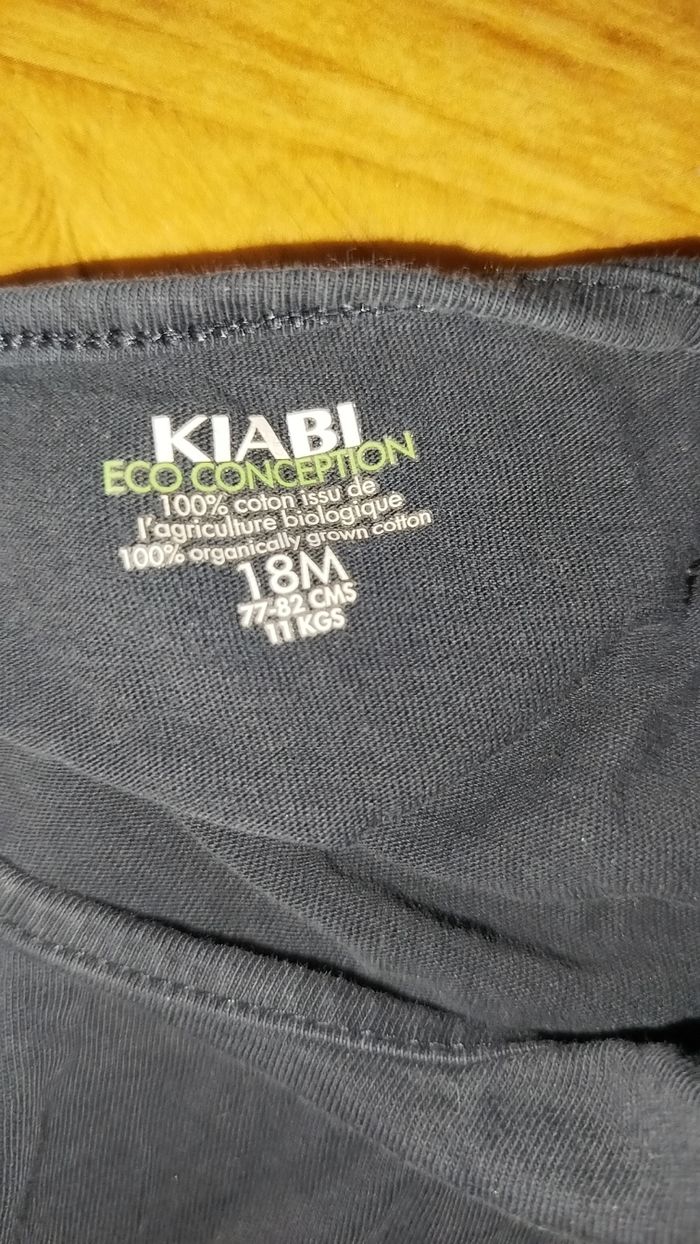 KIABI
ECO CONCEPTION
100% coton issu de
l'agriculture biologique
100% organically grown cotton
18M
77-82 CMS
11 KGS